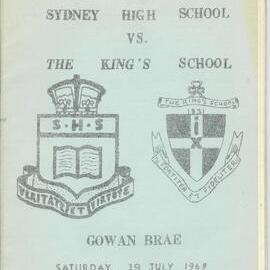 SYDNEY HIGH SCHOOL
VS.
THE KING'S SCHOOL
S·H·S
VERITATE ET VIRTUTE
THE KING'S SCHOOL
1831
FORTITER ET FIDELITER
GOWAN BRAE
SATURDAY 19 JULY 1969